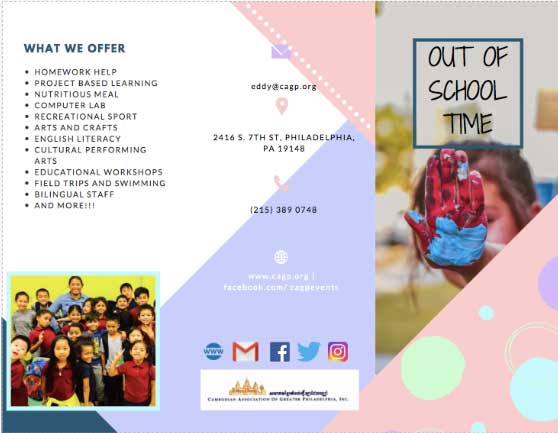 WHAT WE OFFER
HOMEWORK HELP
PROJECT BASED LEARNING
NUTRITIOUS MEAL
COMPUTER LAB
RECREATIONAL SPORT
ARTS AND CRAFTS
ENGLISH LITERACY
CULTURAL PERFORMING
ARTS
EDUCATIONAL WORKSHOPS
FIELD TRIPS AND SWIMMING
BILINGUAL STAFF
AND MORE!!!
eddy@cagp.org
2416 S. 7TH ST, PHILADELPHIA,
PA 19148
(215) 389 0748
www.cagp.org |
facebook.com/cagpevents
WWW
CAMBODIAN ASSOCIATION OF GREATER PHILADELPHIA, INC.
OUT OF
SCHOOL
TIME